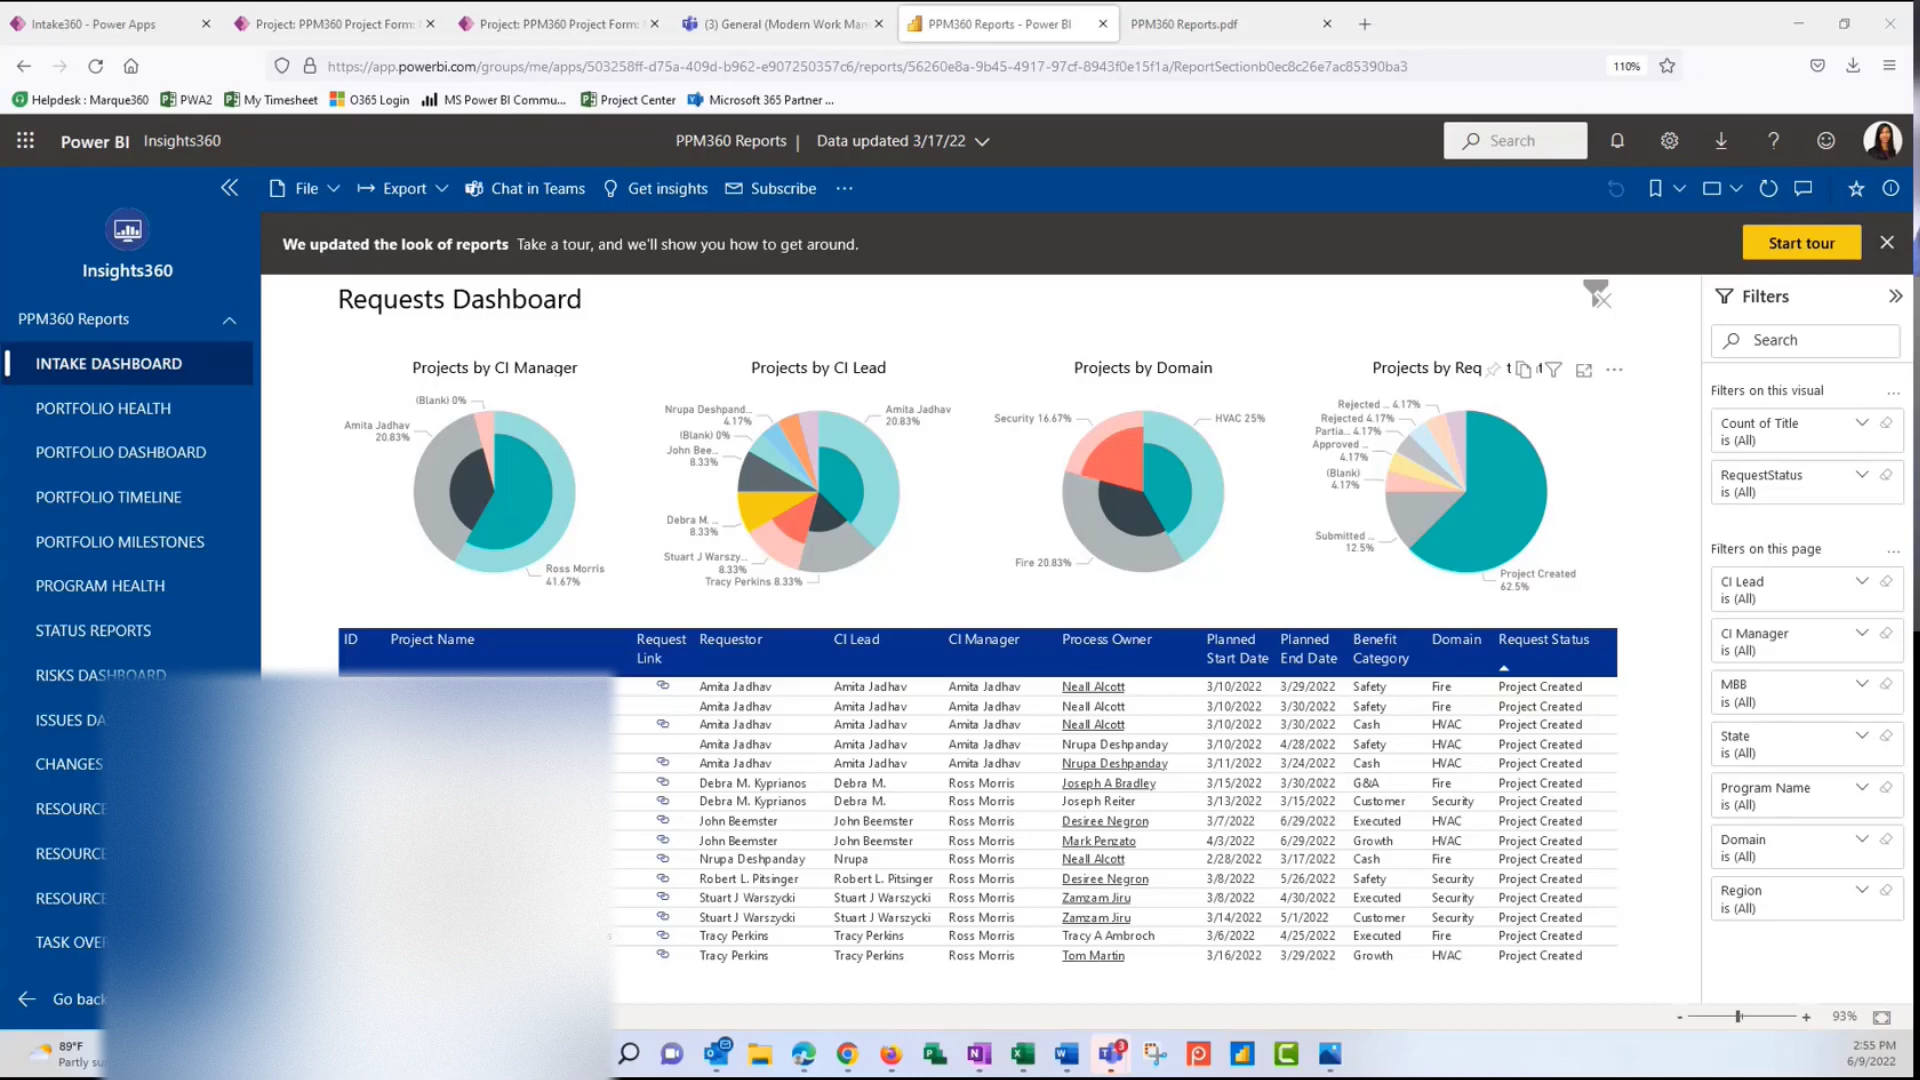 Intake360 - Power Apps
Project: PPM360 Project Form:
Project: PPM360 Project Form:
(3) General (Modern Work Man
PPM360 Reports - Power BI
PPM360 Reports.pdf
https://app.powerbi.com/groups/me/apps/503258ff-d75a-409d-b962-e907250357c6/reports/56260e8a-9b45-4917-97cf-8943f0e15f1a/ReportSectionb0ec8c26e7ac85390ba3
110%
Helpdesk : Marque360
PWA2
My Timesheet
O365 Login
MS Power BI Commu...
Project Center
Microsoft 365 Partner ...
Power BI Insights360
PPM360 Reports | Data updated 3/17/22
Search
File
Export
Chat in Teams
Get insights
Subscribe
We updated the look of reports Take a tour, and we'll show you how to get around.
Start tour
Insights360
PPM360 Reports
INTAKE DASHBOARD
PORTFOLIO HEALTH
PORTFOLIO DASHBOARD
PORTFOLIO TIMELINE
PORTFOLIO MILESTONES
PROGRAM HEALTH
STATUS REPORTS
RISKS DASHBOARD
ISSUES DA
CHANGES
RESOURCE
RESOURCE
RESOURCE
TASK OVE
Go back
Requests Dashboard
Projects by CI Manager
(Blank) 0%
Amita Jadhav
20.83%
Ross Morris
41.67%
Projects by CI Lead
Nrupa Deshpand...
4.17%
(Blank) 0%
John Bee...
8.33%
Debra M. ...
8.33%
Stuart J Warszy...
8.33%
Tracy Perkins 8.33%
Amita Jadhav
20.83%
Projects by Domain
Security 16.67%
HVAC 25%
Fire 20.83%
Projects by Req
Rejected ... 4.17%
Rejected 4.17%
Partia... 4.17%
Approved ...
4.17%
(Blank)
4.17%
Submitted ...
12.5%
Project Created
62.5%
ID Project Name Request Link Requestor CI Lead CI Manager Process Owner Planned Start Date Planned End Date Benefit Category Domain Request Status
Amita Jadhav Amita Jadhav Amita Jadhav Neall Alcott 3/10/2022 3/29/2022 Safety Fire Project Created
Amita Jadhav Amita Jadhav Amita Jadhav Neall Alcott 3/10/2022 3/30/2022 Safety Fire Project Created
Amita Jadhav Amita Jadhav Amita Jadhav Neall Alcott 3/10/2022 3/30/2022 Cash HVAC Project Created
Amita Jadhav Amita Jadhav Amita Jadhav Nrupa Deshpanday 3/10/2022 4/28/2022 Safety HVAC Project Created
Amita Jadhav Amita Jadhav Amita Jadhav Nrupa Deshpanday 3/11/2022 3/24/2022 Cash HVAC Project Created
Debra M. Kyprianos Debra M. Ross Morris Joseph A Bradley 3/15/2022 3/30/2022 G&A Fire Project Created
Debra M. Kyprianos Debra M. Ross Morris Joseph Reiter 3/13/2022 3/15/2022 Customer Security Project Created
John Beemster John Beemster Ross Morris Desiree Negron 3/7/2022 6/29/2022 Executed HVAC Project Created
John Beemster John Beemster Ross Morris Mark Penzato 4/3/2022 6/29/2022 Growth HVAC Project Created
Nrupa Deshpanday Nrupa Ross Morris Neall Alcott 2/28/2022 3/17/2022 Cash Fire Project Created
Robert L. Pitsinger Robert L. Pitsinger Ross Morris Desiree Negron 3/8/2022 5/26/2022 Safety Security Project Created
Stuart J Warszycki Stuart J Warszycki Ross Morris Zamzam Jiru 3/8/2022 4/30/2022 Executed Security Project Created
Stuart J Warszycki Stuart J Warszycki Ross Morris Zamzam Jiru 3/14/2022 5/1/2022 Customer Security Project Created
Tracy Perkins Tracy Perkins Ross Morris Tracy A Ambroch 3/6/2022 4/25/2022 Executed Fire Project Created
Tracy Perkins Tracy Perkins Ross Morris Tom Martin 3/16/2022 3/29/2022 Growth HVAC Project Created
Filters
Search
Filters on this visual
Count of Title
is (All)
RequestStatus
is (All)
Filters on this page
CI Lead
is (All)
CI Manager
is (All)
MBB
is (All)
State
is (All)
Program Name
is (All)
Domain
is (All)
Region
is (All)
- + 93%
89°F
Partly su
3
2:55 PM
6/9/2022